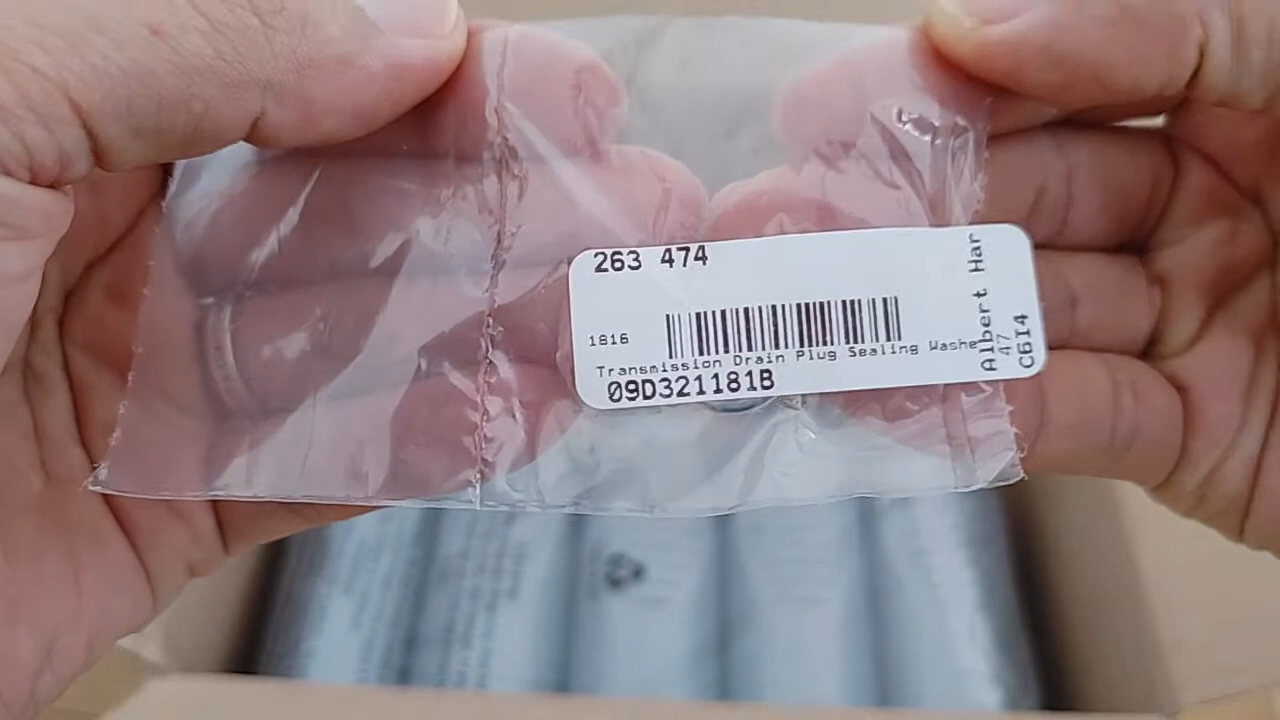 263 474
1816
Transmission Drain Plug Sealing Washe
09D321181B
Albert Har
47
C6I4